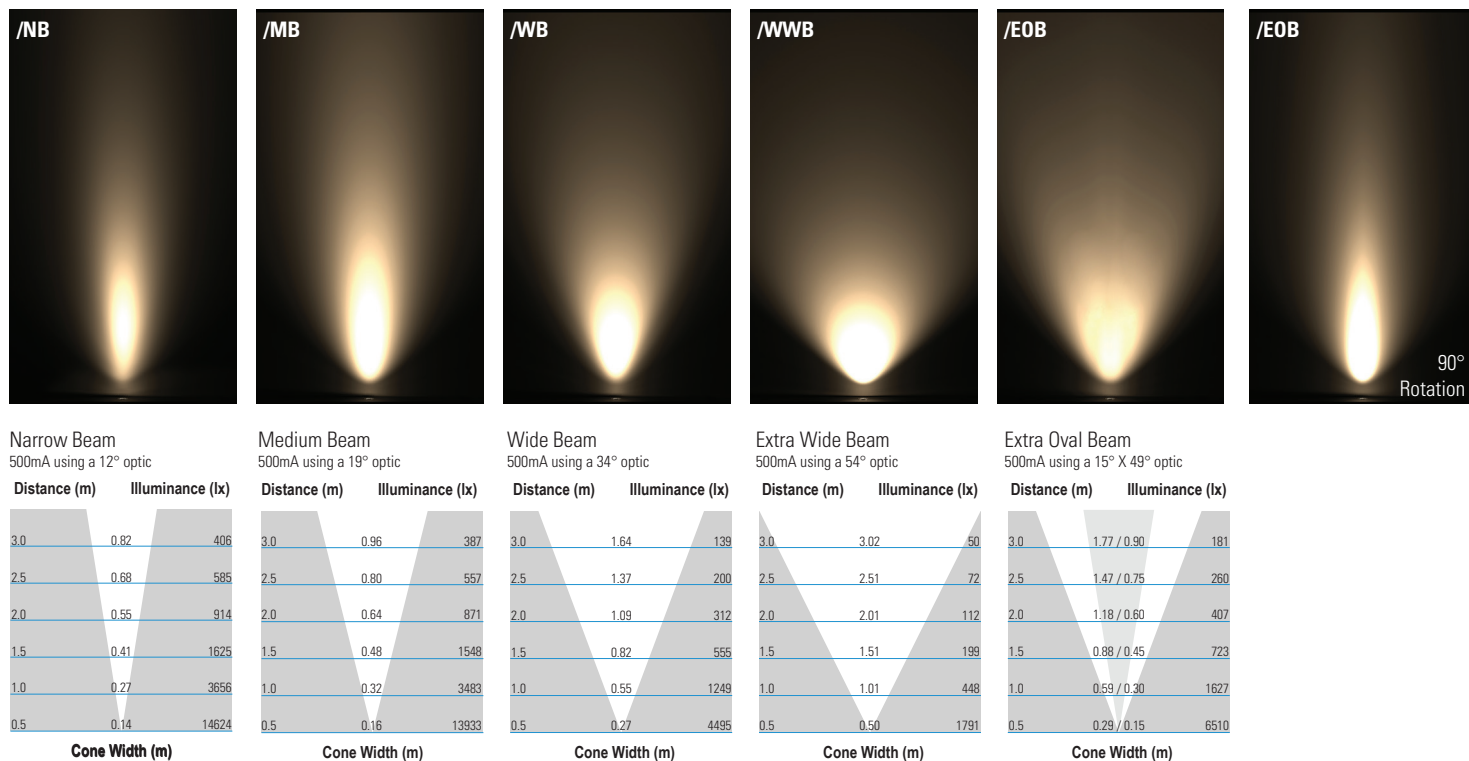 /NB
/MB
/WB
/WWB
/EOB
/EOB
90°
Rotation
Narrow Beam
500mA using a 12° optic
Distance (m) Illuminance (lx)
3.0 0.82 406
2.5 0.68 585
2.0 0.55 914
1.5 0.41 1625
1.0 0.27 3656
0.5 0.14 14624
Cone Width (m)
Medium Beam
500mA using a 19° optic
Distance (m) Illuminance (lx)
3.0 0.96 387
2.5 0.80 557
2.0 0.64 871
1.5 0.48 1548
1.0 0.32 3483
0.5 0.16 13933
Cone Width (m)
Wide Beam
500mA using a 34° optic
Distance (m) Illuminance (lx)
3.0 1.64 139
2.5 1.37 200
2.0 1.09 312
1.5 0.82 555
1.0 0.55 1249
0.5 0.27 4495
Cone Width (m)
Extra Wide Beam
500mA using a 54° optic
Distance (m) Illuminance (lx)
3.0 3.02 50
2.5 2.51 72
2.0 2.01 112
1.5 1.51 199
1.0 1.01 448
0.5 0.50 1791
Cone Width (m)
Extra Oval Beam
500mA using a 15° X 49° optic
Distance (m) Illuminance (lx)
3.0 1.77 / 0.90 181
2.5 1.47 / 0.75 260
2.0 1.18 / 0.60 407
1.5 0.88 / 0.45 723
1.0 0.59 / 0.30 1627
0.5 0.29 / 0.15 6510
Cone Width (m)